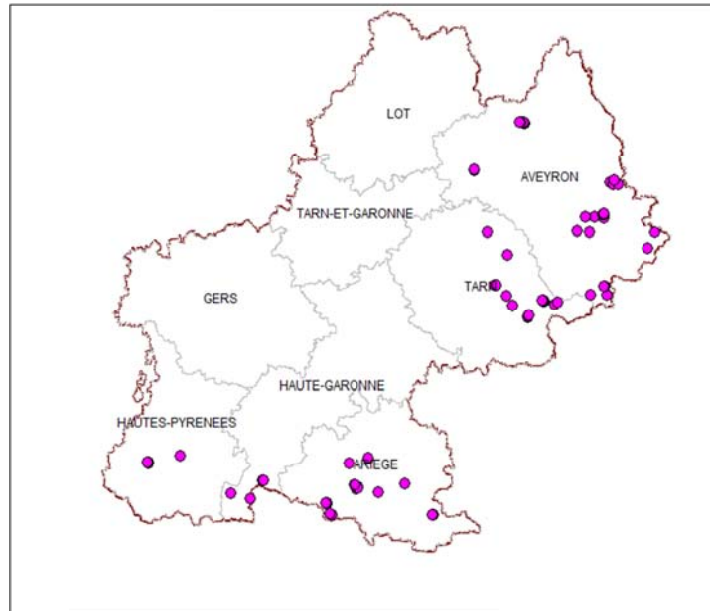 LOT
AVEYRON
TARN-ET-GARONNE
TARN
GERS
HAUTE-GARONNE
HAUTES-PYRENEES
ARIEGE